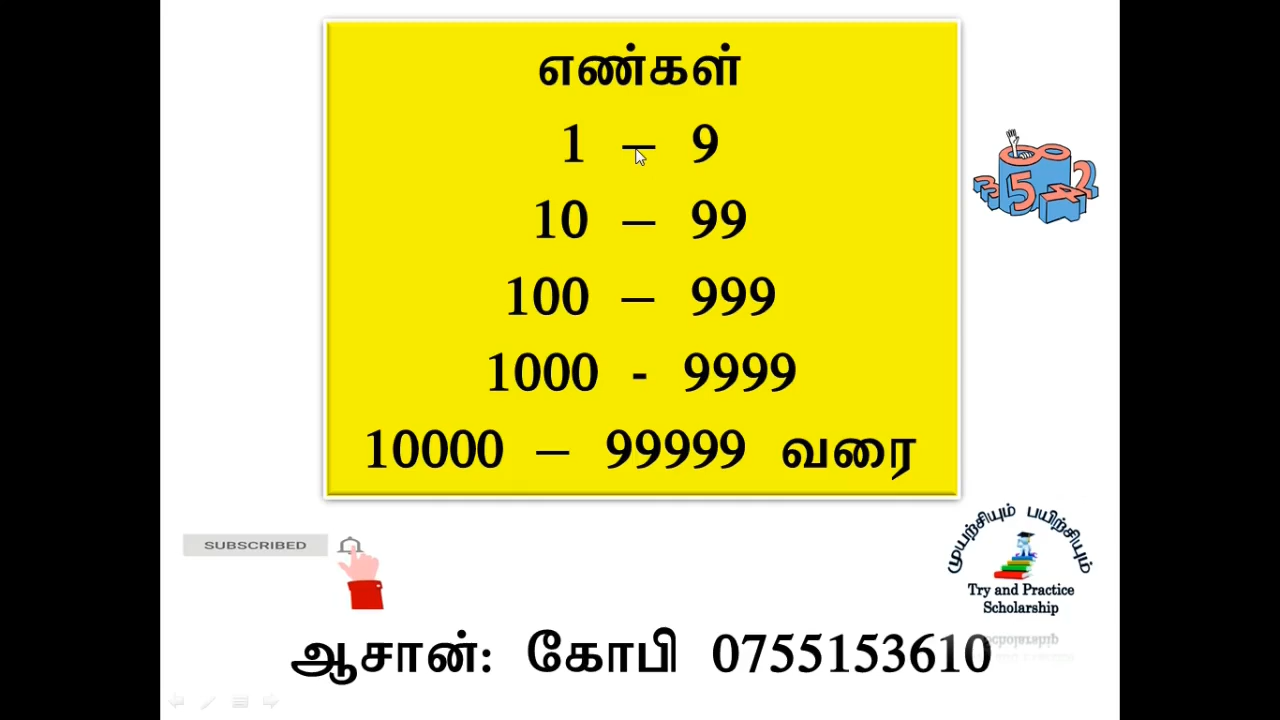 எண்கள்
1 – 9
10 – 99
100 – 999
1000 - 9999
10000 – 99999 வரை
SUBSCRIBED
முயற்சியும் பயிற்சியும்
Try and Practice
Scholarship
ஆசான்: கோபி 0755153610